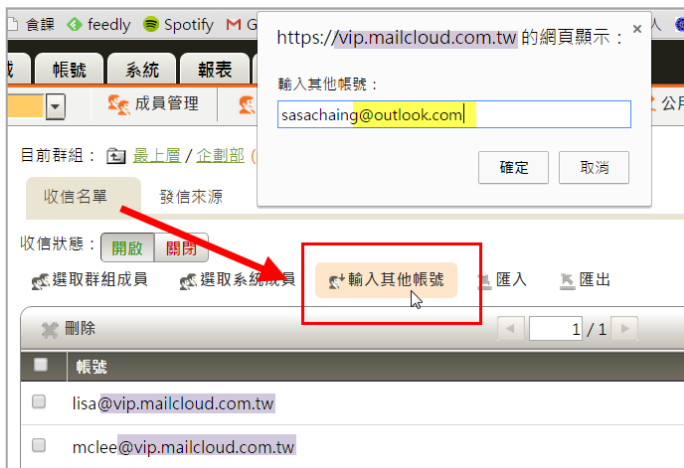 食課 feedly Spotify M G
https://vip.mailcloud.com.tw 的網頁顯示：
×
帳號 系統 報表
輸入其他帳號：
sasachaing@outlook.com
成員管理
公用
確定 取消
目前群組： 最上層 / 企劃部 (
收信名單 發信來源
收信狀態： 開啟 關閉
選取群組成員 選取系統成員 輸入其他帳號 匯入 匯出
刪除 1 / 1
帳號
lisa@vip.mailcloud.com.tw
mclee@vip.mailcloud.com.tw